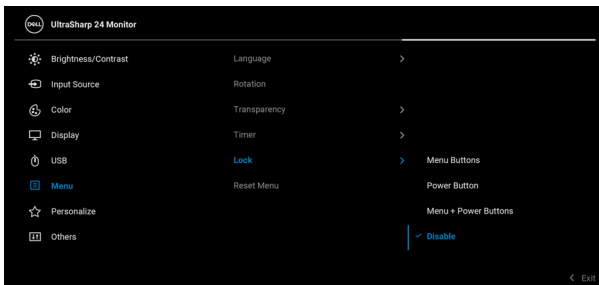 DELL UltraSharp 24 Monitor
Brightness/Contrast Language
Input Source Rotation
Color Transparency
Display Timer
USB Lock Menu Buttons
Menu Reset Menu Power Button
Personalize Menu + Power Buttons
Others Disable
Exit